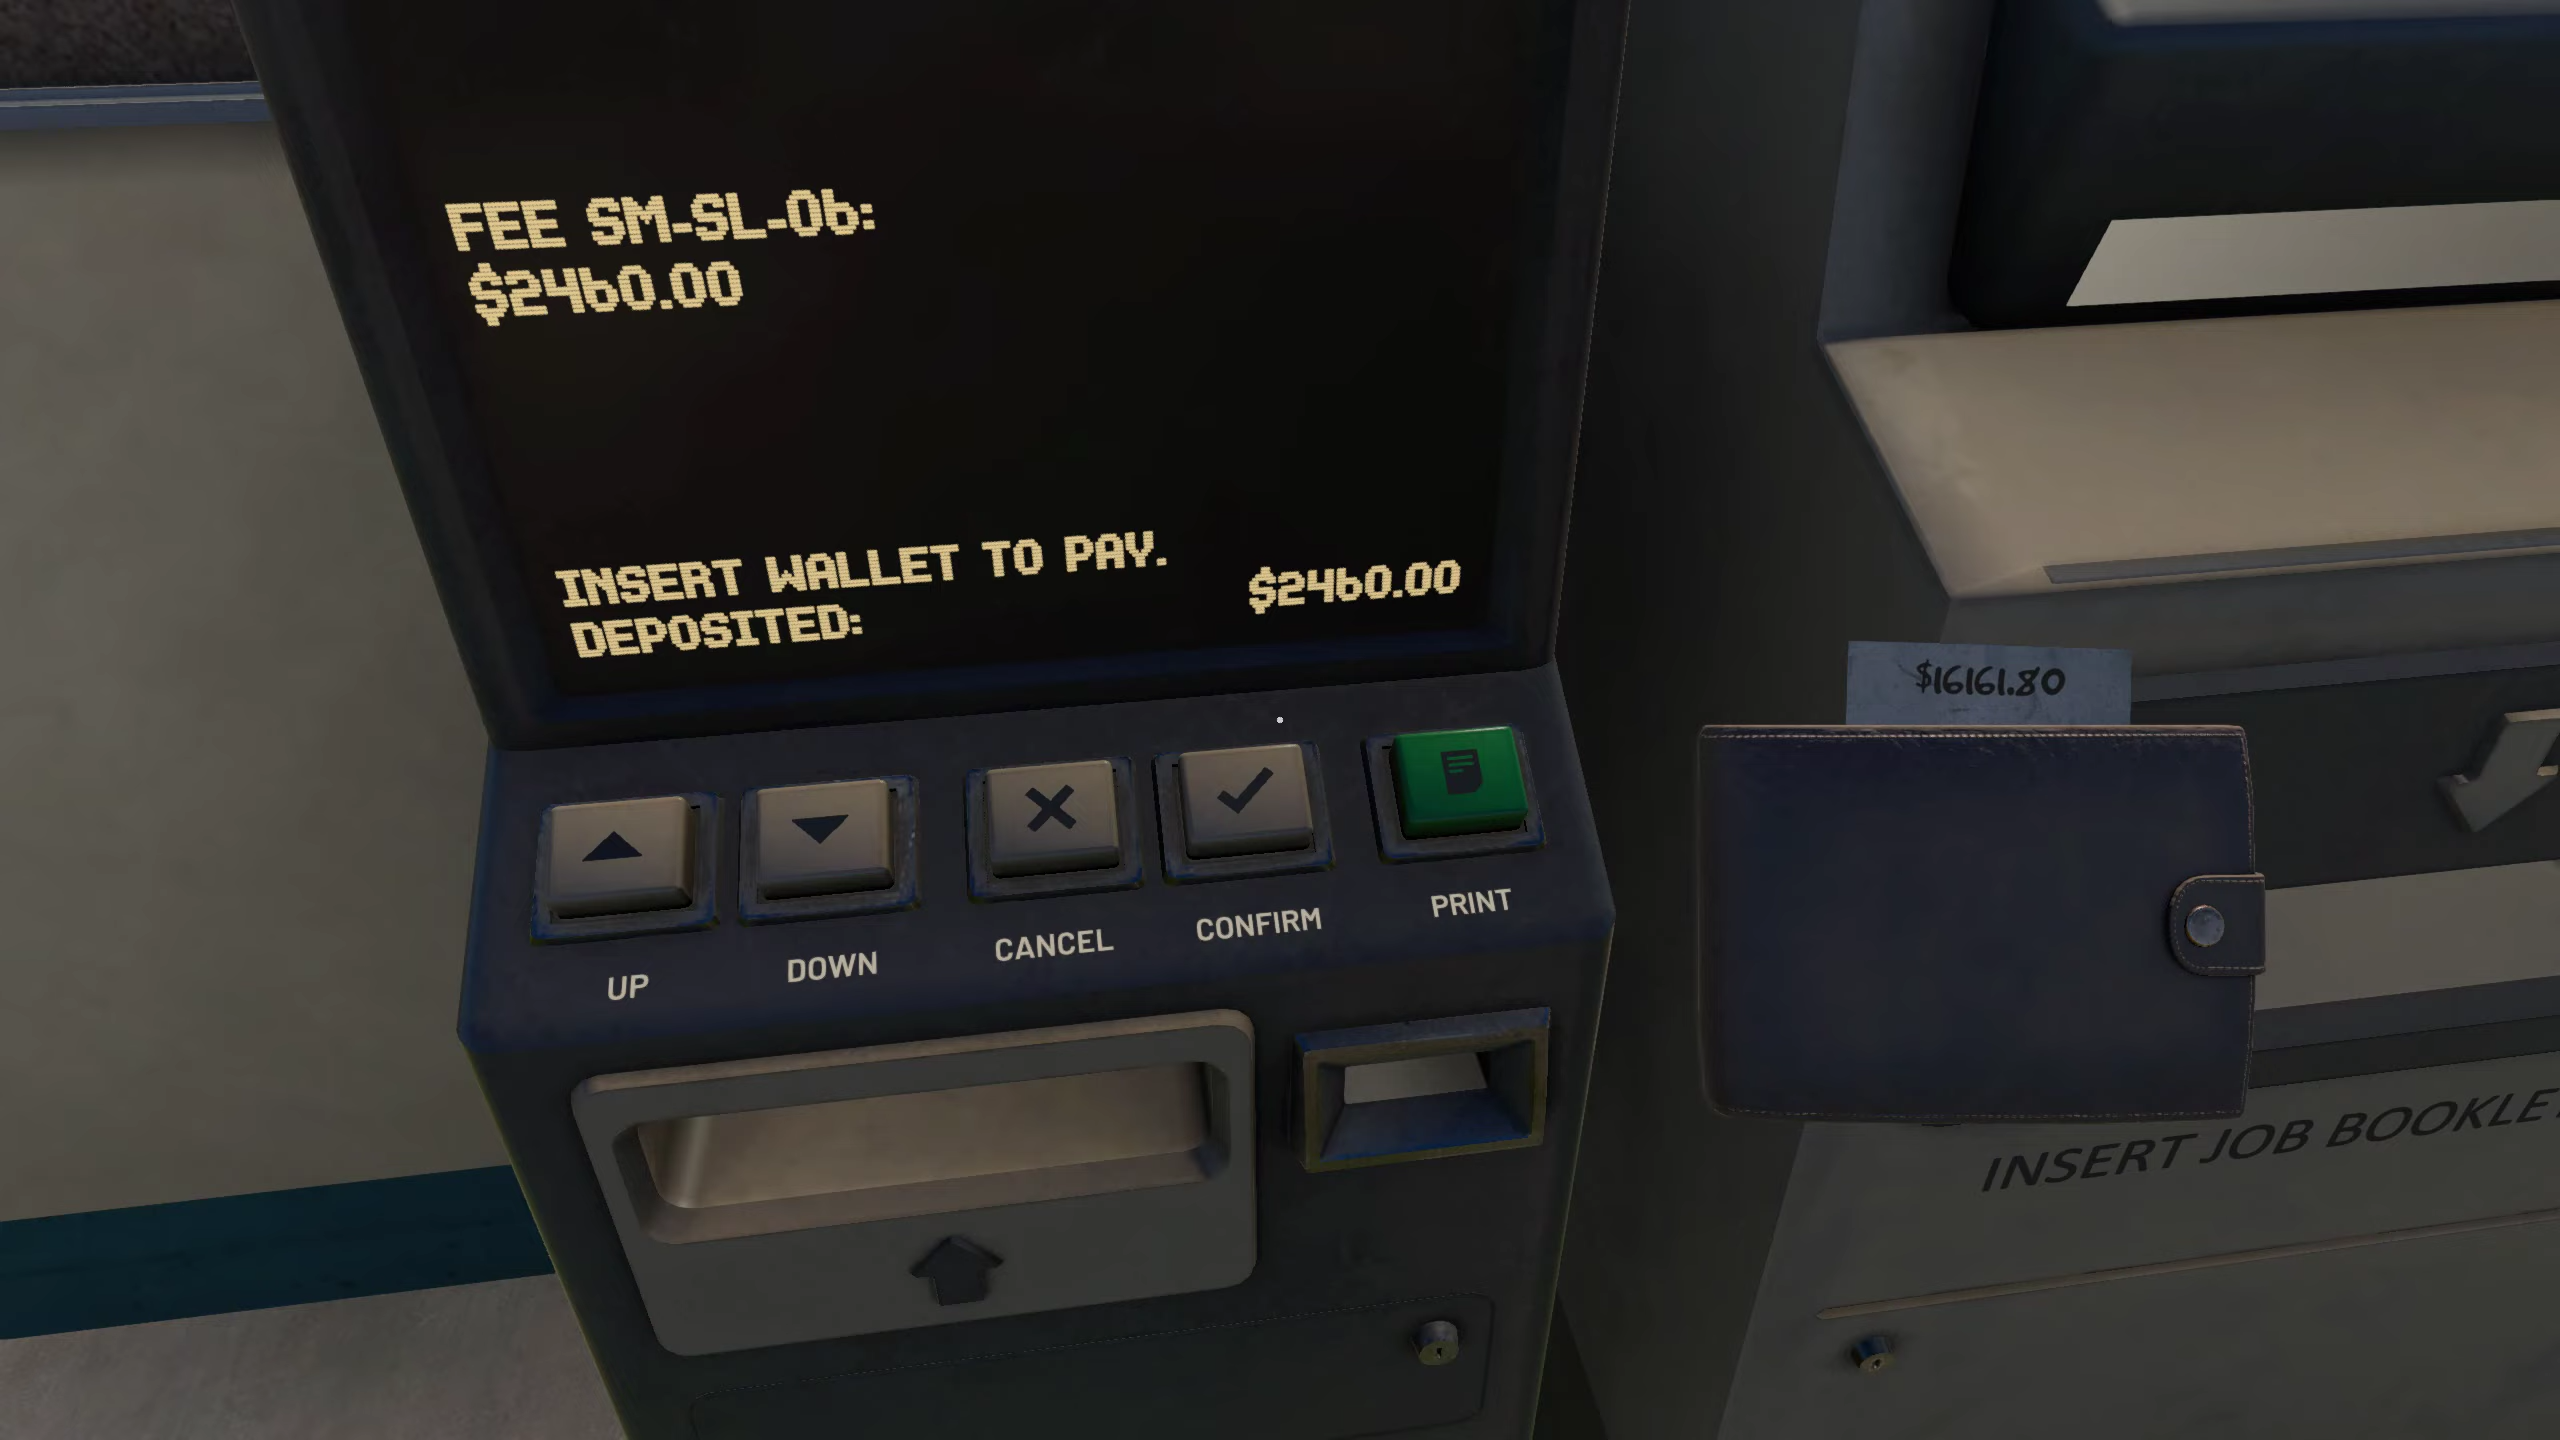 FEE SM-SL-06:
$2460.00
INSERT WALLET TO PAY.
DEPOSITED: $2460.00
$16161.80
UP DOWN CANCEL CONFIRM PRINT
INSERT JOB BOOKLET